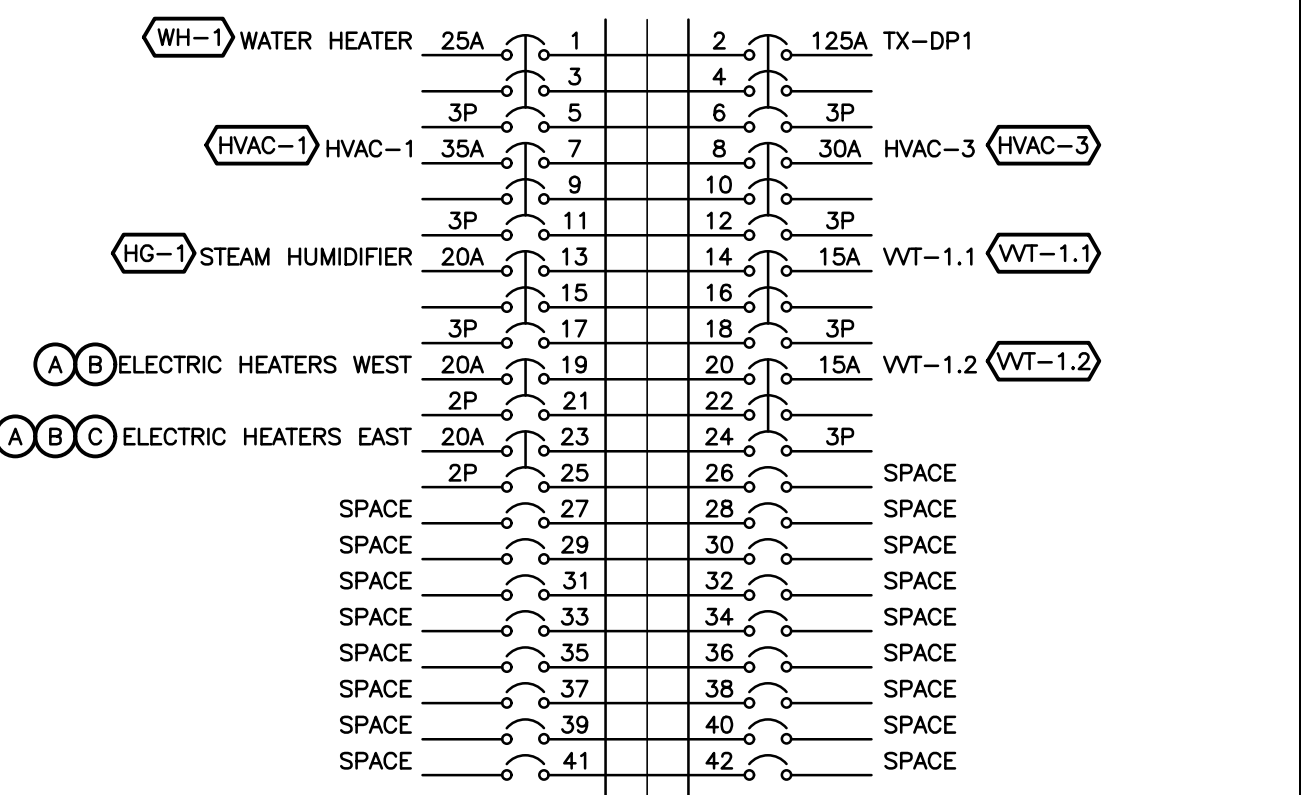 WH-1 WATER HEATER 25A 1 2 125A TX-DP1
3 4
3P 5 6 3P
HVAC-1 HVAC-1 35A 7 8 30A HVAC-3 HVAC-3
9 10
3P 11 12 3P
HG-1 STEAM HUMIDIFIER 20A 13 14 15A VVT-1.1 VVT-1.1
15 16
3P 17 18 3P
A B ELECTRIC HEATERS WEST 20A 19 20 15A VVT-1.2 VVT-1.2
2P 21 22
A B C ELECTRIC HEATERS EAST 20A 23 24 3P
2P 25 26 SPACE
SPACE 27 28 SPACE
SPACE 29 30 SPACE
SPACE 31 32 SPACE
SPACE 33 34 SPACE
SPACE 35 36 SPACE
SPACE 37 38 SPACE
SPACE 39 40 SPACE
SPACE 41 42 SPACE